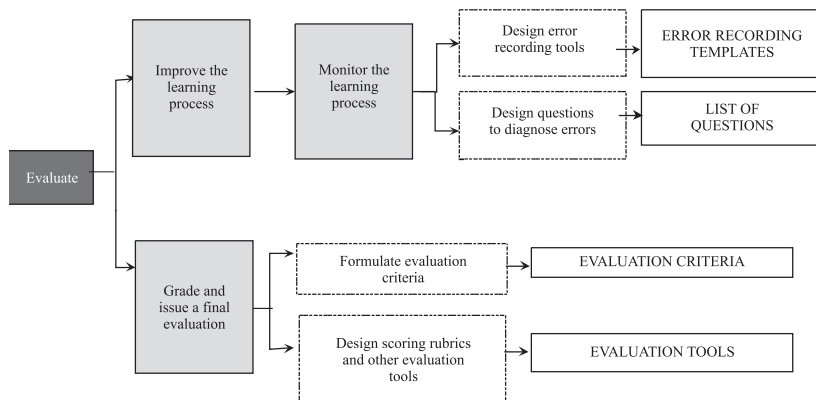 Evaluate
Improve the
learning
process
Monitor the
learning
process
Design error
recording tools
ERROR RECORDING
TEMPLATES
Design questions
to diagnose errors
LIST OF
QUESTIONS
Grade and
issue a final
evaluation
Formulate evaluation
criteria
EVALUATION CRITERIA
Design scoring rubrics
and other evaluation
tools
EVALUATION TOOLS